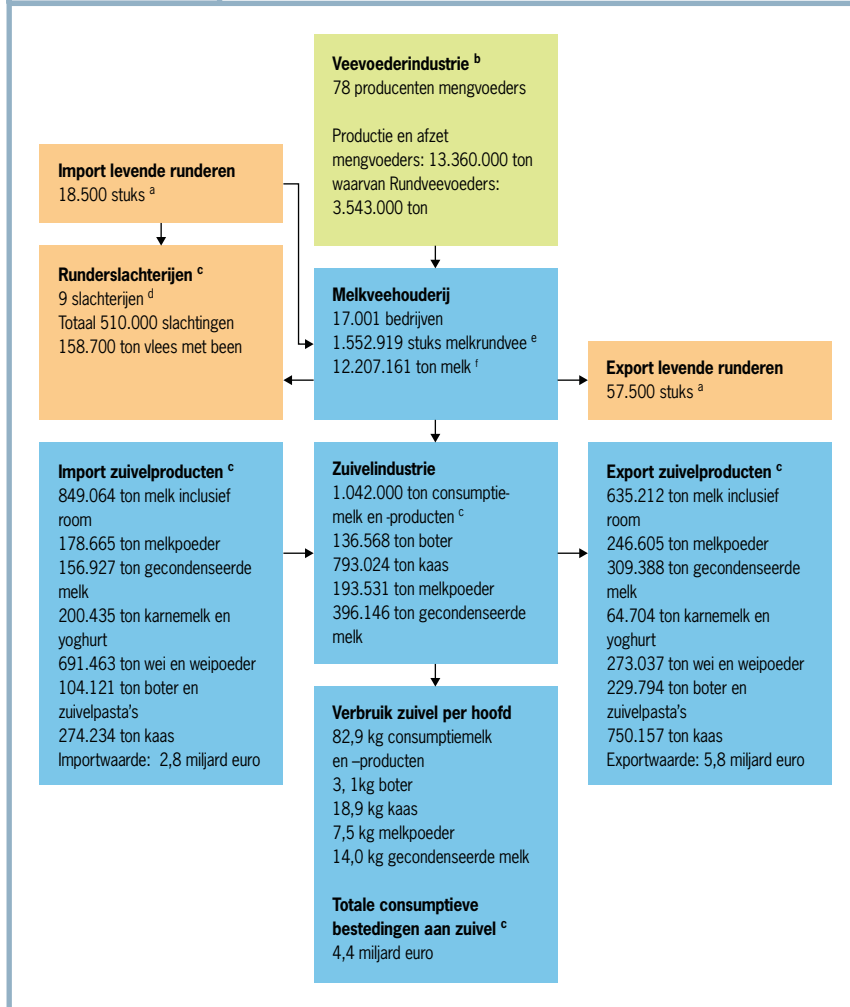 Veevoederindustrie b
78 producenten mengvoeders
Productie en afzet
mengvoeders: 13.360.000 ton
waarvan Rundveevoeders:
3.543.000 ton
Import levende runderen
18.500 stuks a
Runderslachterijen c
9 slachterijen d
Totaal 510.000 slachtingen
158.700 ton vlees met been
Melkveehouderij
17.001 bedrijven
1.552.919 stuks melkrundvee e
12.207.161 ton melk f
Export levende runderen
57.500 stuks a
Import zuivelproducten c
849.064 ton melk inclusief
room
178.665 ton melkpoeder
156.927 ton gecondenseerde
melk
200.435 ton karnemelk en
yoghurt
691.463 ton wei en weipoeder
104.121 ton boter en
zuivelpasta's
274.234 ton kaas
Importwaarde: 2,8 miljard euro
Zuivelindustrie
1.042.000 ton consumptie-
melk en -producten c
136.568 ton boter
793.024 ton kaas
193.531 ton melkpoeder
396.146 ton gecondenseerde
melk
Export zuivelproducten c
635.212 ton melk inclusief
room
246.605 ton melkpoeder
309.388 ton gecondenseerde
melk
64.704 ton karnemelk en
yoghurt
273.037 ton wei en weipoeder
229.794 ton boter en
zuivelpasta's
750.157 ton kaas
Exportwaarde: 5,8 miljard euro
Verbruik zuivel per hoofd
82,9 kg consumptiemelk
en –producten
3, 1kg boter
18,9 kg kaas
7,5 kg melkpoeder
14,0 kg gecondenseerde melk
Totale consumptieve
bestedingen aan zuivel c
4,4 miljard euro